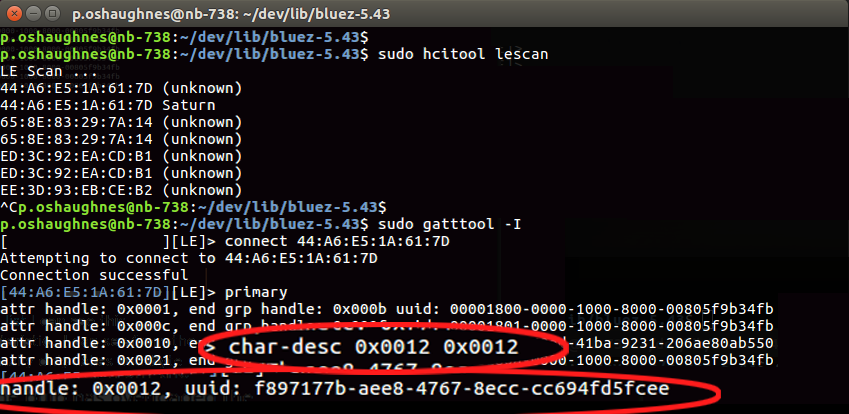 p.oshaughnes@nb-738: ~/dev/lib/bluez-5.43
p.oshaughnes@nb-738:~/dev/lib/bluez-5.43$
p.oshaughnes@nb-738:~/dev/lib/bluez-5.43$ sudo hcitool lescan
LE Scan ...
44:A6:E5:1A:61:7D (unknown)
44:A6:E5:1A:61:7D Saturn
65:8E:83:29:7A:14 (unknown)
65:8E:83:29:7A:14 (unknown)
ED:3C:92:EA:CD:B1 (unknown)
ED:3C:92:EA:CD:B1 (unknown)
EE:3D:93:EB:CE:B2 (unknown)
^Cp.oshaughnes@nb-738:~/dev/lib/bluez-5.43$
p.oshaughnes@nb-738:~/dev/lib/bluez-5.43$ sudo gatttool -I
[                 ][LE]> connect 44:A6:E5:1A:61:7D
Attempting to connect to 44:A6:E5:1A:61:7D
Connection successful
[44:A6:E5:1A:61:7D][LE]> primary
attr handle: 0x0001, end grp handle: 0x000b uuid: 00001800-0000-1000-8000-00805f9b34fb
attr handle: 0x000c, end grp -0000-1000-8000-00805f9b34fb
attr handle: 0x0010, -41ba-9231-206ae80ab550
> char-desc 0x0012 0x0012
attr handle: 0x0021, -1000-8000-00805f9b34fb
handle: 0x0012, uuid: f897177b-aee8-4767-8ecc-cc694fd5fcee